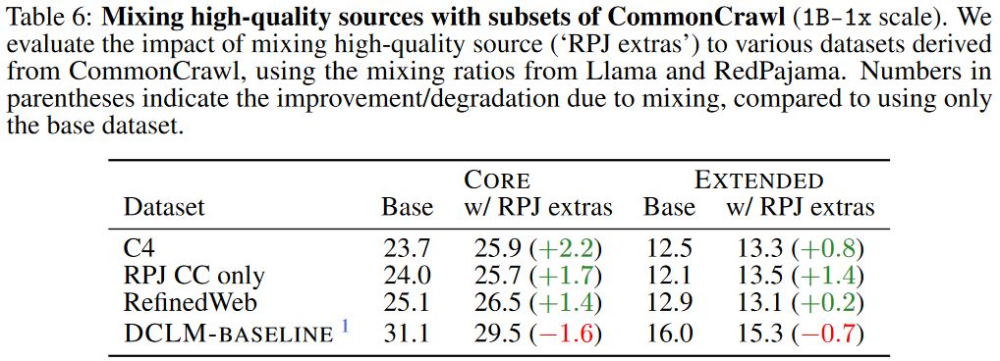 Table 6: Mixing high-quality sources with subsets of CommonCrawl (1B-1x scale). We
evaluate the impact of mixing high-quality source (‘RPJ extras’) to various datasets derived
from CommonCrawl, using the mixing ratios from Llama and RedPajama. Numbers in
parentheses indicate the improvement/degradation due to mixing, compared to using only
the base dataset.
CORE EXTENDED
Dataset Base w/ RPJ extras Base w/ RPJ extras
C4 23.7 25.9 (+2.2) 12.5 13.3 (+0.8)
RPJ CC only 24.0 25.7 (+1.7) 12.1 13.5 (+1.4)
RefinedWeb 25.1 26.5 (+1.4) 12.9 13.1 (+0.2)
DCLM-BASELINE 1 31.1 29.5 (−1.6) 16.0 15.3 (−0.7)